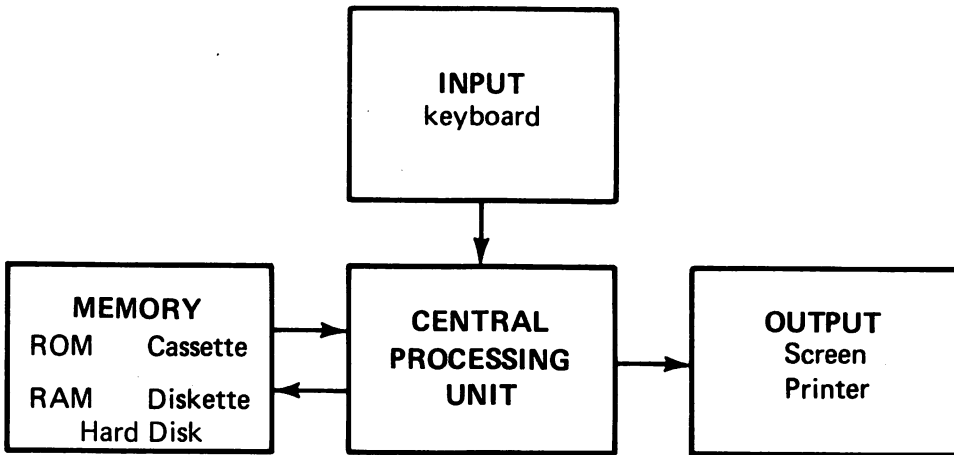 INPUT
keyboard
MEMORY
ROM Cassette
RAM Diskette
Hard Disk
CENTRAL
PROCESSING
UNIT
OUTPUT
Screen
Printer